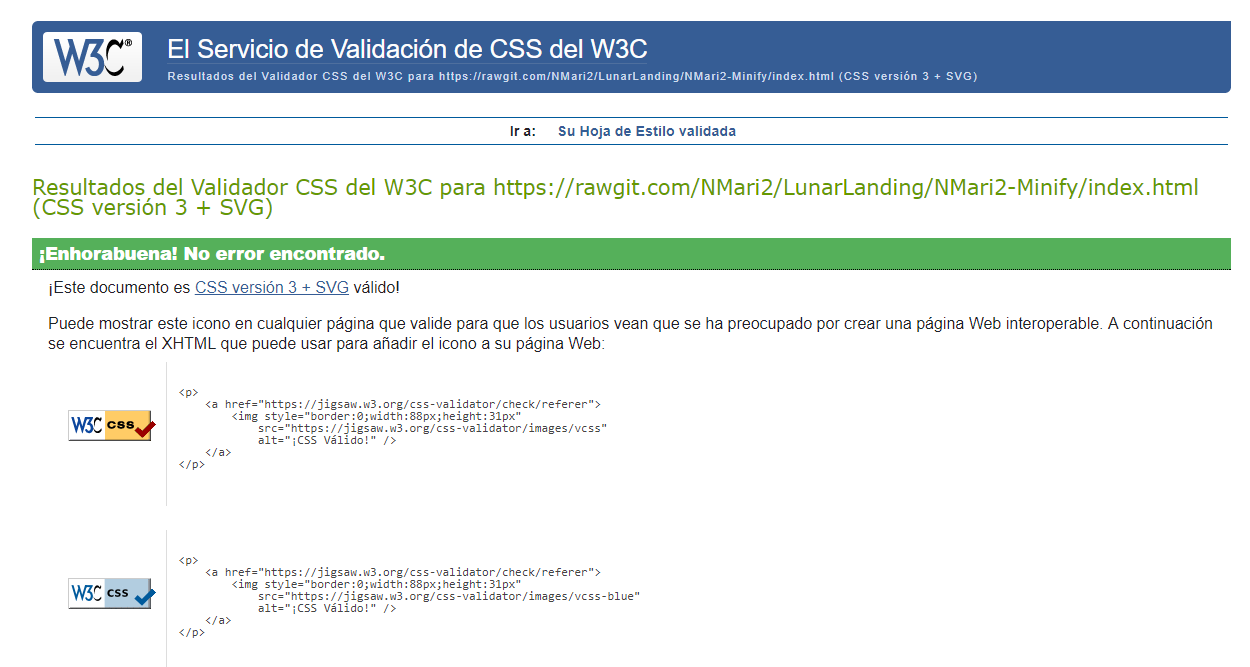 W3C® El Servicio de Validación de CSS del W3C
Resultados del Validador CSS del W3C para https://rawgit.com/NMari2/LunarLanding/NMari2-Minify/index.html (CSS versión 3 + SVG)
Ir a: Su Hoja de Estilo validada
Resultados del Validador CSS del W3C para https://rawgit.com/NMari2/LunarLanding/NMari2-Minify/index.html
(CSS versión 3 + SVG)
¡Enhorabuena! No error encontrado.
¡Este documento es CSS versión 3 + SVG válido!
Puede mostrar este icono en cualquier página que valide para que los usuarios vean que se ha preocupado por crear una página Web interoperable. A continuación
se encuentra el XHTML que puede usar para añadir el icono a su página Web:
<p>
<a href="https://jigsaw.w3.org/css-validator/check/referer">
<img style="border:0;width:88px;height:31px"
W3C css
src="https://jigsaw.w3.org/css-validator/images/vcss"
alt="¡CSS Válido!" />
</a>
</p>
<p>
<a href="https://jigsaw.w3.org/css-validator/check/referer">
<img style="border:0;width:88px;height:31px"
W3C css
src="https://jigsaw.w3.org/css-validator/images/vcss-blue"
alt="¡CSS Válido!" />
</a>
</p>